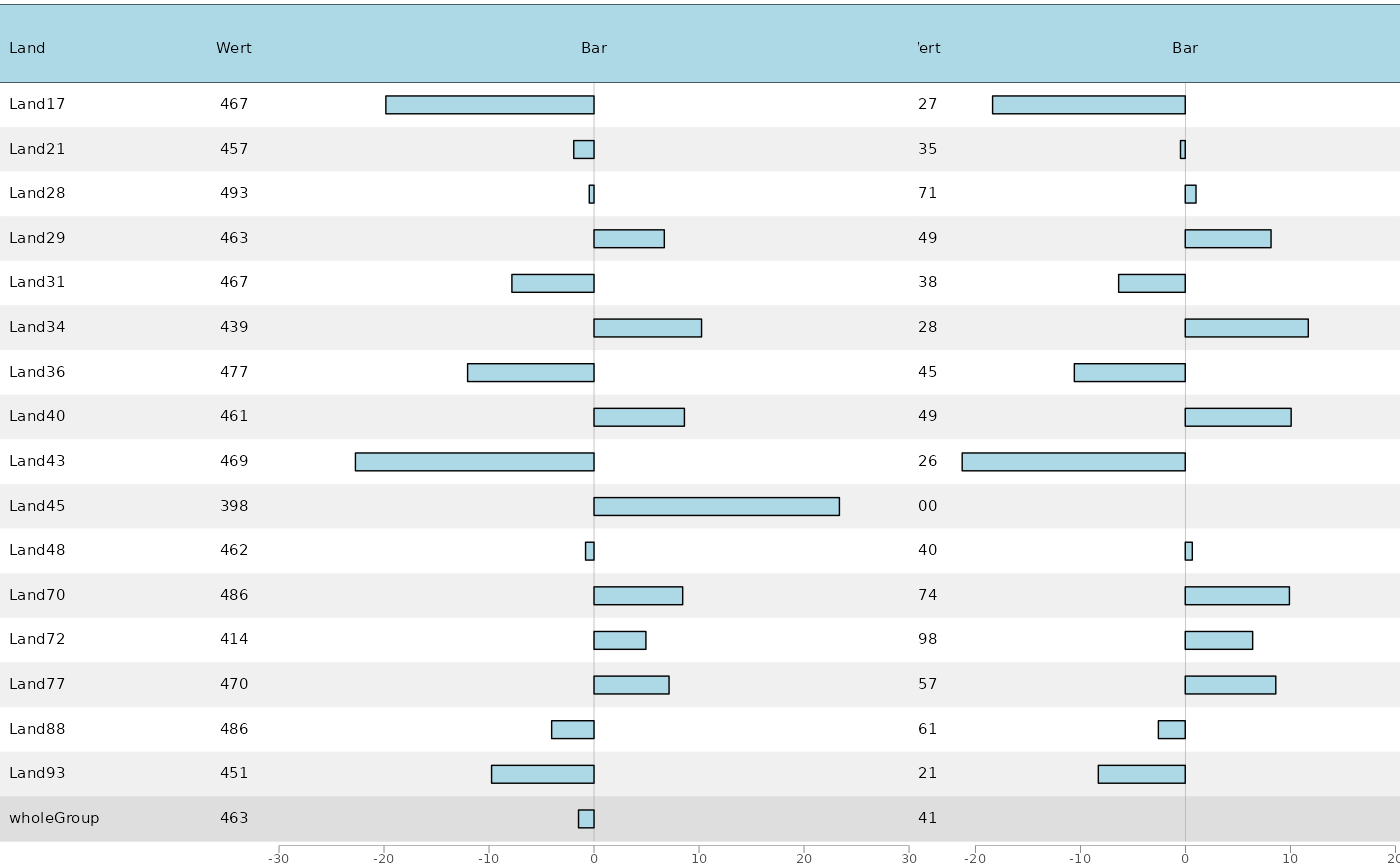 Land Wert Bar ert Bar
Land17 467 27
Land21 457 35
Land28 493 71
Land29 463 49
Land31 467 38
Land34 439 28
Land36 477 45
Land40 461 49
Land43 469 26
Land45 398 00
Land48 462 40
Land70 486 74
Land72 414 98
Land77 470 57
Land88 486 61
Land93 451 21
wholeGroup 463 41
-30 -20 -10 0 10 20 30 -20 -10 0 10 20